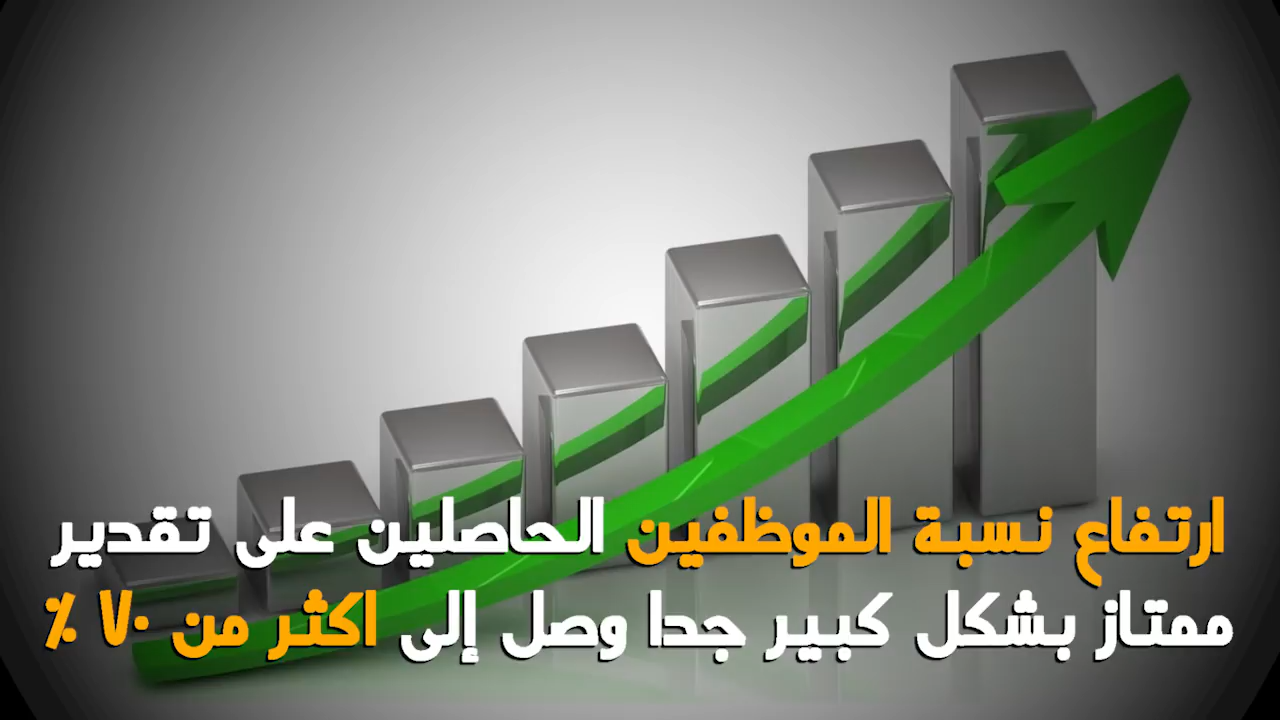 ارتفاع نسبة الموظفين الحاصلين على تقدير
ممتاز بشكل كبير جدا وصل إلى اكثر من ٧٠ ٪